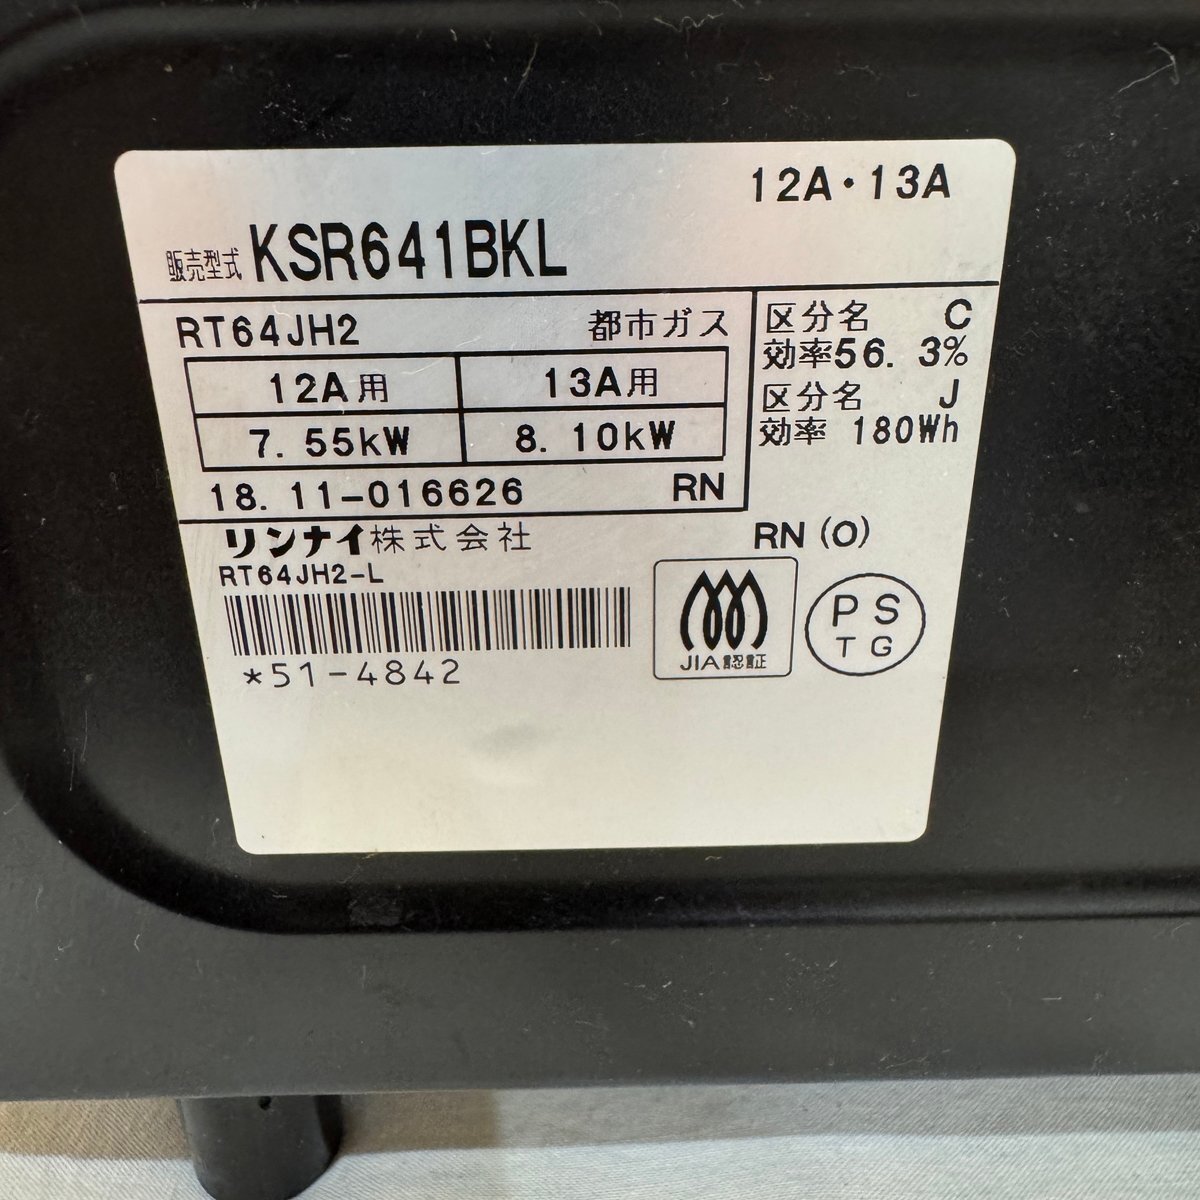 12A・13A
販売型式 KSR641BKL
RT64JH2 都市ガス
12A用 13A用
7.55kW 8.10kW
18.11-016626 RN
区分名 C
効率56.3%
区分名 J
効率 180Wh
リンナイ株式会社
RN(O)
RT64JH2-L
*51-4842
JIA認証
PS
TG